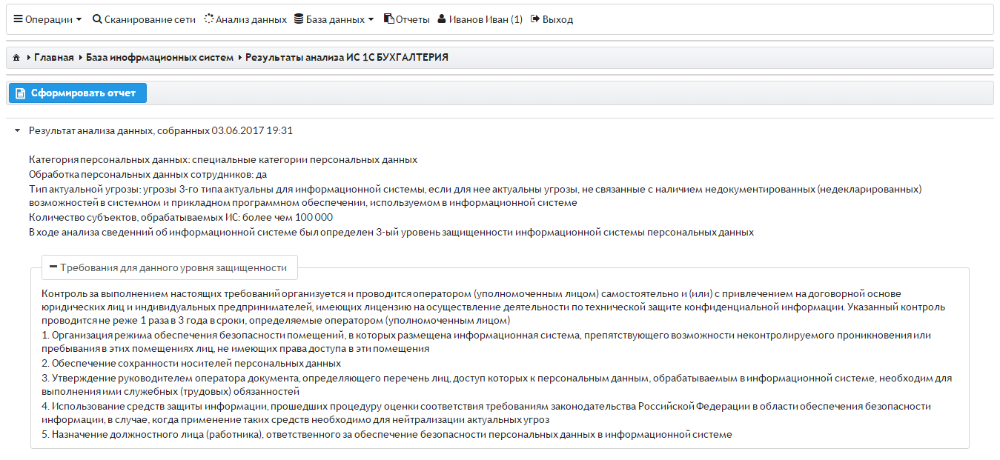 Операции Сканирование сети Анализ данных База данных Отчеты Иванов Иван (1) Выход
Главная База инофрмационных систем Результаты анализа ИС 1С БУХГАЛТЕРИЯ
Сформировать отчет
Результат анализа данных, собранных 03.06.2017 19:31
Категория персональных данных: специальные категории персональных данных
Обработка персональных данных сотрудников: да
Тип актуальной угрозы: угрозы 3-го типа актуальны для информационной системы, если для нее актуальны угрозы, не связанные с наличием недокументированных (недекларированных)
возможностей в системном и прикладном программном обеспечении, используемом в информационной системе
Количество субъектов, обрабатываемых ИС: более чем 100 000
В ходе анализа сведенний об информационной системе был определен 3-ый уровень защищенности информационной системы персональных данных
Требования для данного уровня защищенности
Контроль за выполнением настоящих требований организуется и проводится оператором (уполномоченным лицом) самостоятельно и (или) с привлечением на договорной основе
юридических лиц и индивидуальных предпринимателей, имеющих лицензию на осуществление деятельности по технической защите конфиденциальной информации. Указанный контроль
проводится не реже 1 раза в 3 года в сроки, определяемые оператором (уполномоченным лицом)
1. Организация режима обеспечения безопасности помещений, в которых размещена информационная система, препятствующего возможности неконтролируемого проникновения или
пребывания в этих помещениях лиц, не имеющих права доступа в эти помещения
2. Обеспечение сохранности носителей персональных данных
3. Утверждение руководителем оператора документа, определяющего перечень лиц, доступ которых к персональным данным, обрабатываемым в информационной системе, необходим для
выполнения ими служебных (трудовых) обязанностей
4. Использование средств защиты информации, прошедших процедуру оценки соответствия требованиям законодательства Российской Федерации в области обеспечения безопасности
информации, в случае, когда применение таких средств необходимо для нейтрализации актуальных угроз
5. Назначение должностного лица (работника), ответственного за обеспечение безопасности персональных данных в информационной системе